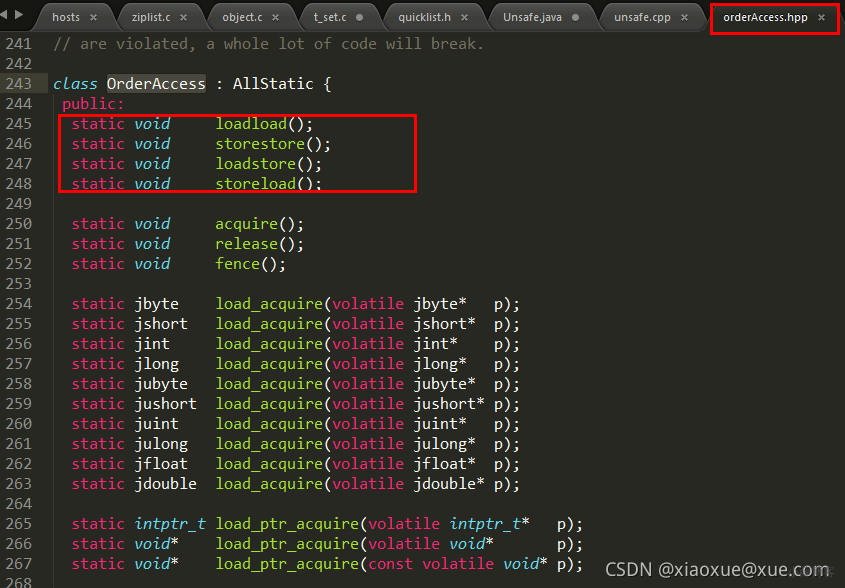 hosts × ziplist.c × object.c × t_set.c quicklist.h × Unsafe.java unsafe.cpp × orderAccess.hpp ×
241 // are violated, a whole lot of code will break.
242
243 class OrderAccess : AllStatic {
244 public:
245 static void loadload();
246 static void storestore();
247 static void loadstore();
248 static void storeload();
249
250 static void acquire();
251 static void release();
252 static void fence();
253
254 static jbyte load_acquire(volatile jbyte* p);
255 static jshort load_acquire(volatile jshort* p);
256 static jint load_acquire(volatile jint* p);
257 static jlong load_acquire(volatile jlong* p);
258 static jubyte load_acquire(volatile jubyte* p);
259 static jushort load_acquire(volatile jushort* p);
260 static juint load_acquire(volatile juint* p);
261 static julong load_acquire(volatile julong* p);
262 static jfloat load_acquire(volatile jfloat* p);
263 static jdouble load_acquire(volatile jdouble* p);
264
265 static intptr_t load_ptr_acquire(volatile intptr_t* p);
266 static void* load_ptr_acquire(volatile void* p);
267 static void* load_ptr_acquire(const volatile void* p);
268
CSDN @xiaoxue@xue.com